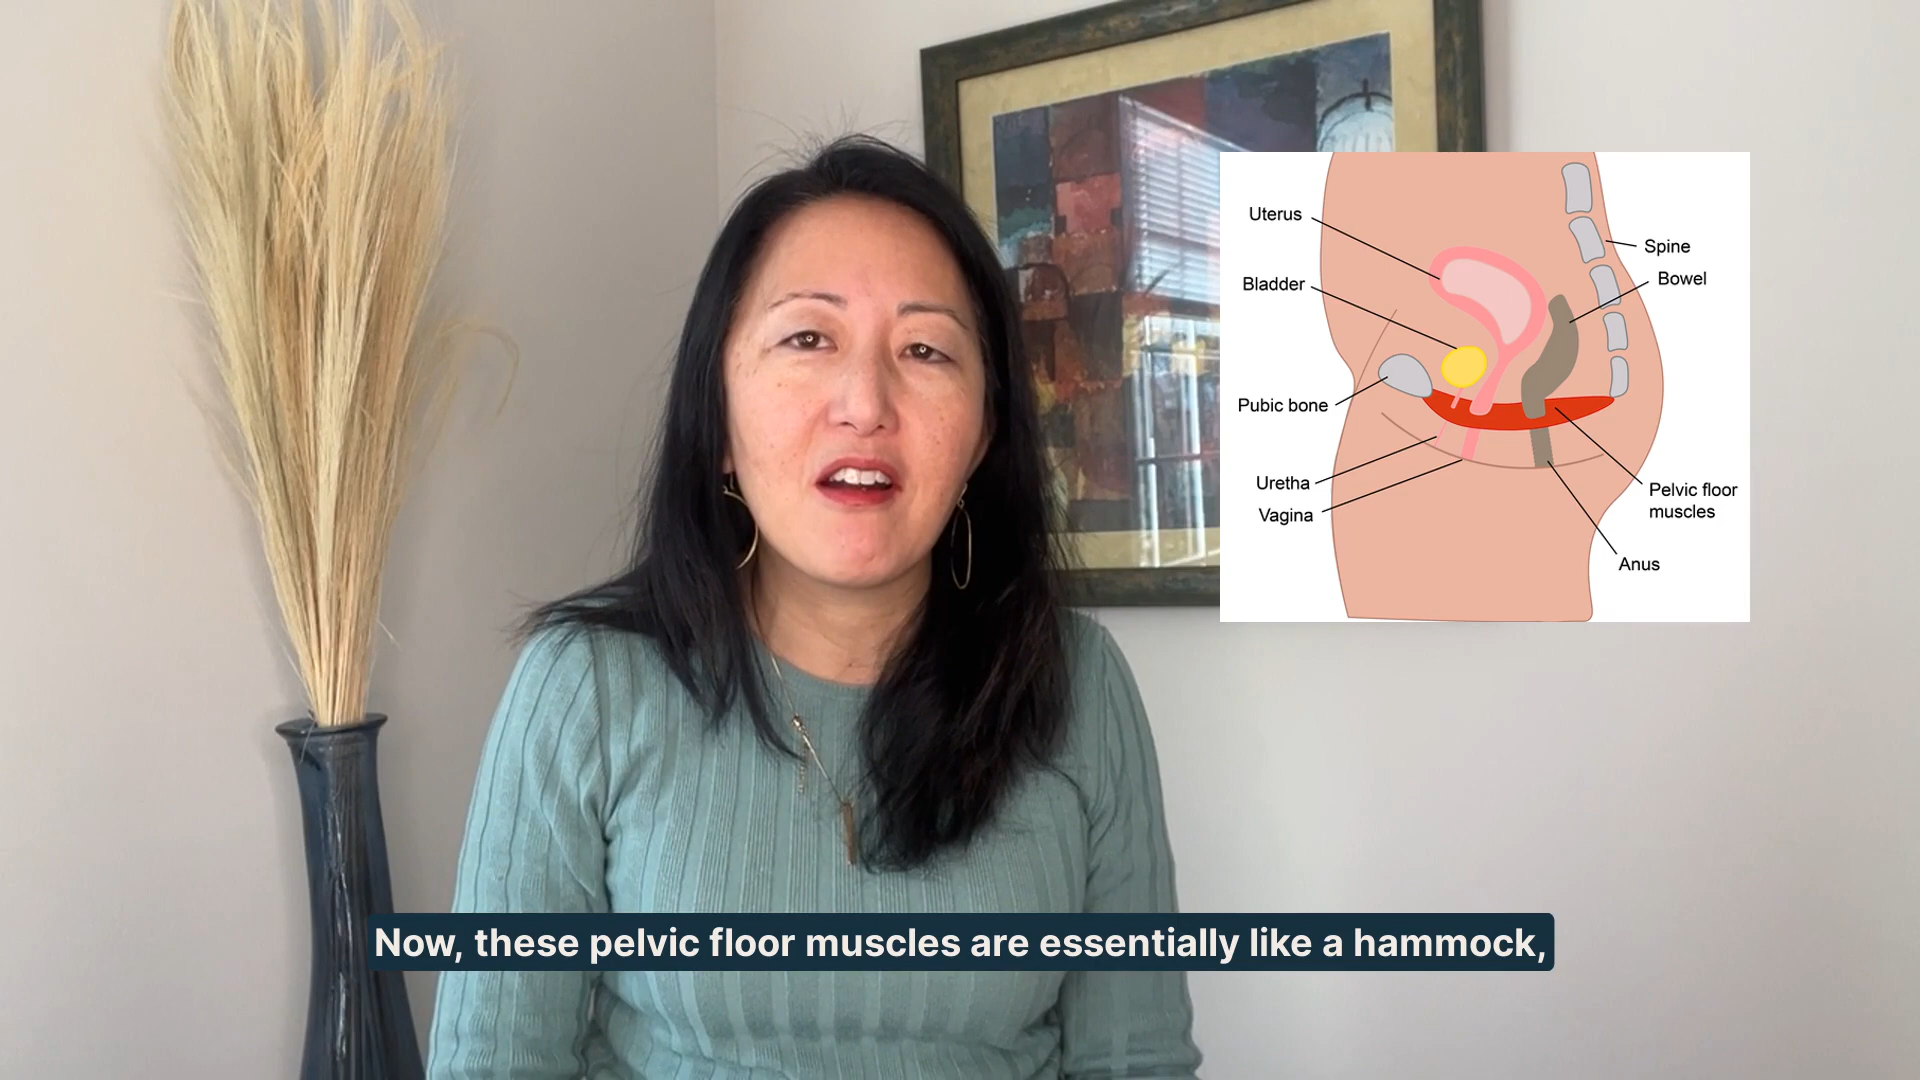 Uterus
Spine
Bowel
Bladder
Pubic bone
Uretha
Pelvic floor
muscles
Vagina
Anus
Now, these pelvic floor muscles are essentially like a hammock,